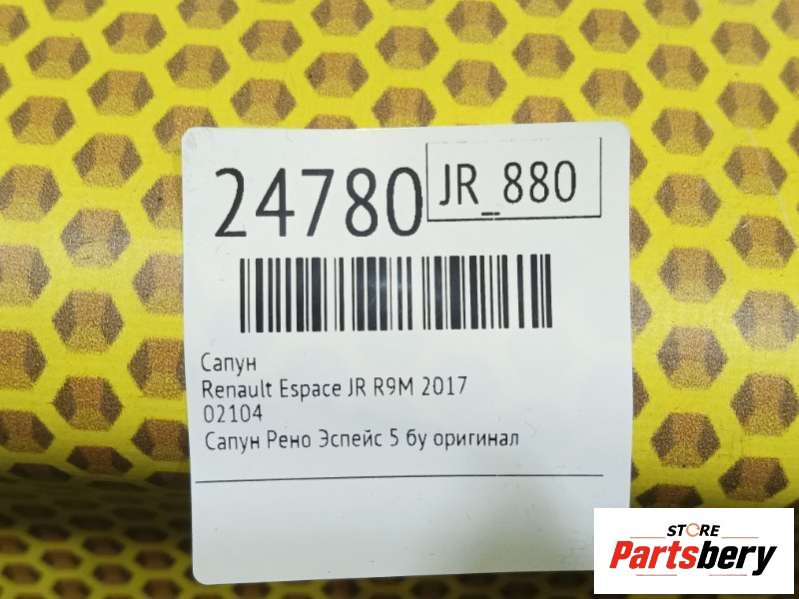 24780
JR_880
Сапун
Renault Espace JR R9M 2017
02104
Сапун Рено Эспейс 5 бу оригинал
STORE
Partsbery